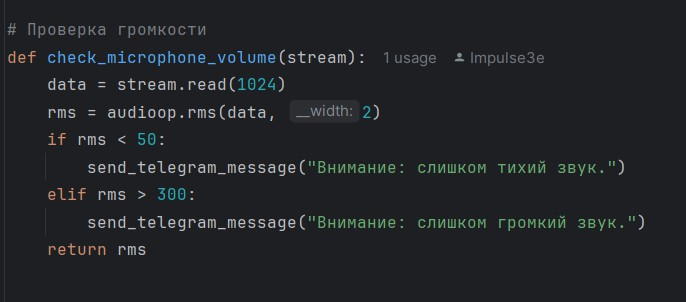 # Проверка громкости
def check_microphone_volume(stream): 1 usage Impulse3e
data = stream.read(1024)
rms = audioop.rms(data, __width: 2)
if rms < 50:
send_telegram_message("Внимание: слишком тихий звук.")
elif rms > 300:
send_telegram_message("Внимание: слишком громкий звук.")
return rms